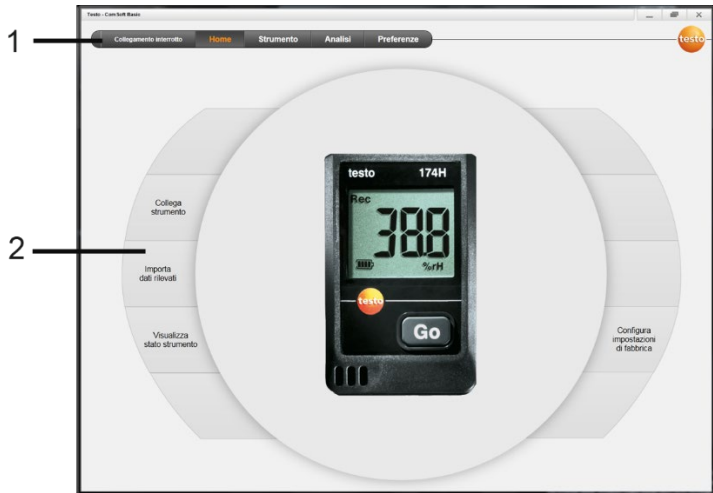 Testo - ComSoft Basic
1
Collegamento interrotto Home Strumento Analisi Preferenze
testo
testo 174H
Rec
38.8
%rH
testo
Go
Collega
strumento
2
Importa
dati rilevati
Visualizza
stato strumento
Configura
impostazioni
di fabbrica